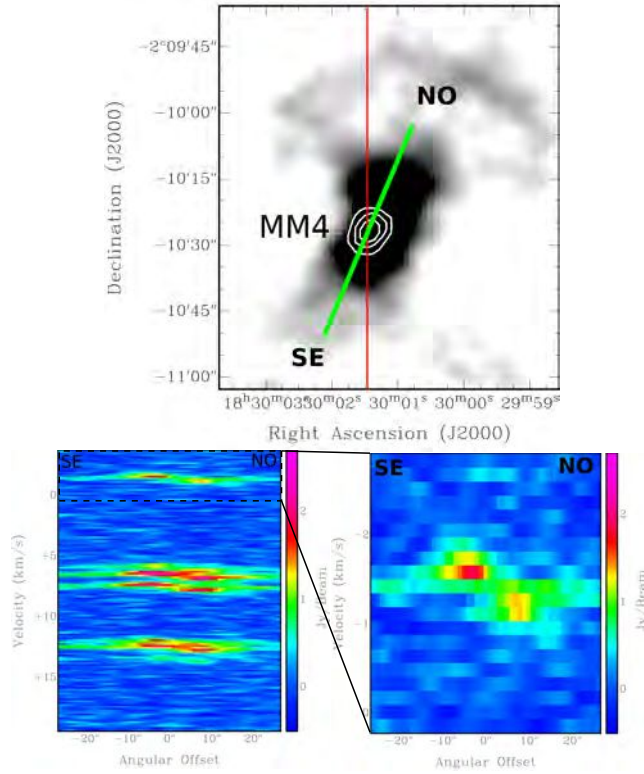 −2°09′45″
−10′00″
−10′15″
−10′30″
−10′45″
−11′00″
Declination (J2000)
NO
MM4
SE
18ʰ30ᵐ03ˢ30ᵐ02ˢ 30ᵐ01ˢ 30ᵐ00ˢ 29ᵐ59ˢ
Right Ascension (J2000)
SE NO
0
+5
+10
+15
Velocity (km/s)
−20" −10" 0" 10" 20"
Angular Offset
2
1
0
Jy/Beam
SE NO
−2
−1
Velocity (km/s)
−20" −10" 0" 10" 20"
Angular Offset
2
0
Jy/Beam